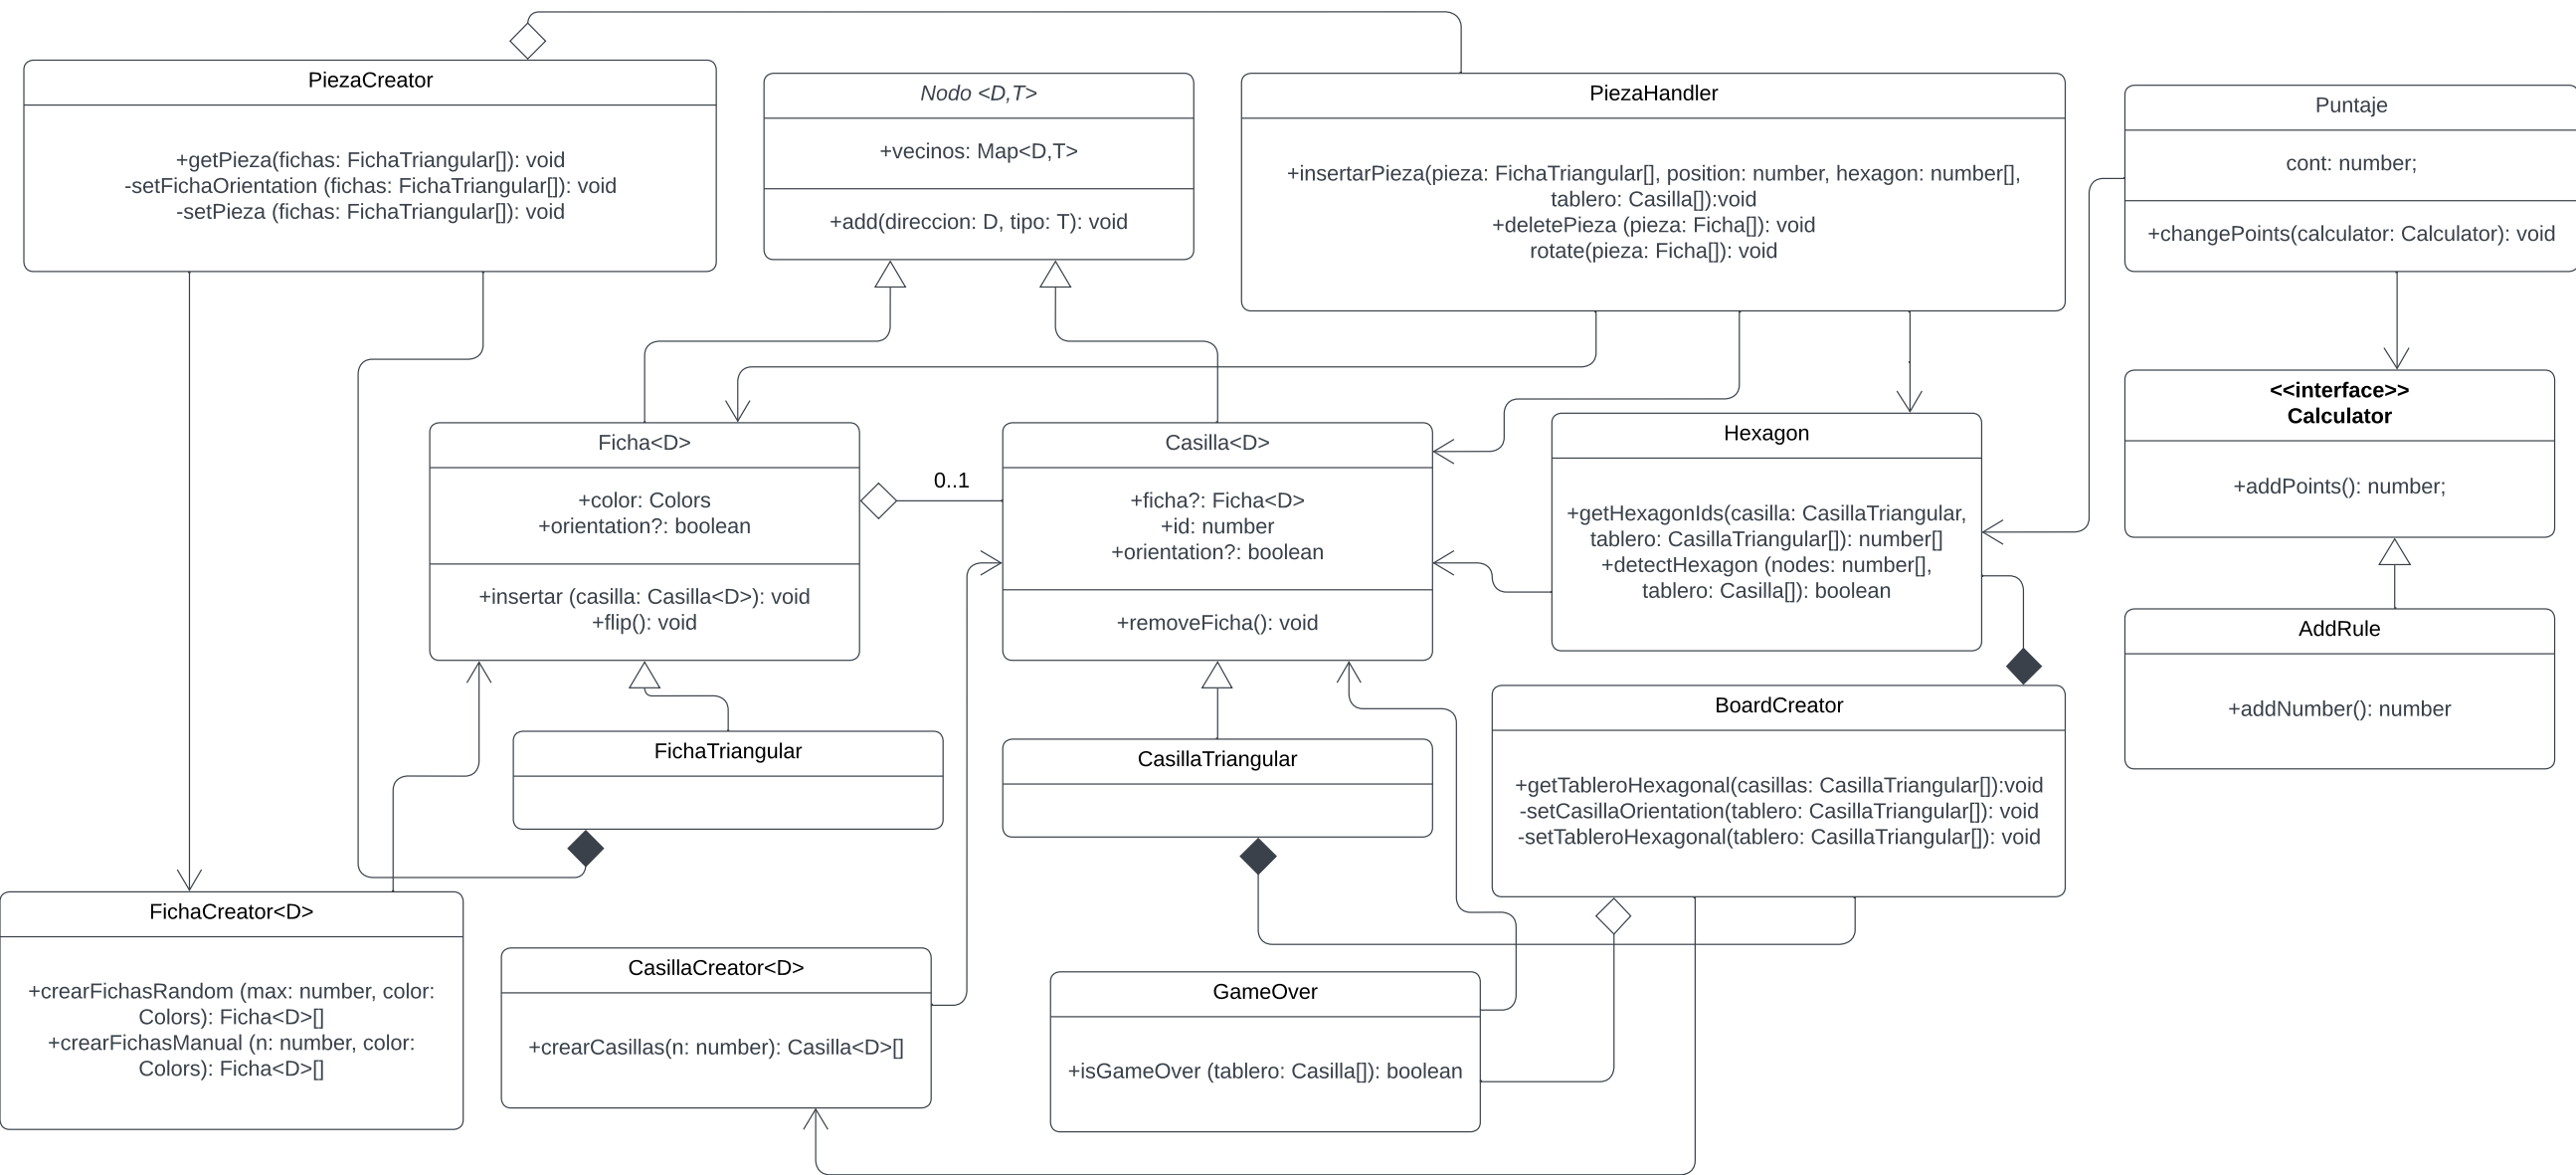 PiezaCreator
+getPieza(fichas: FichaTriangular[]): void
-setFichaOrientation (fichas: FichaTriangular[]): void
-setPieza (fichas: FichaTriangular[]): void
Nodo <D,T>
+vecinos: Map<D,T>
+add(direccion: D, tipo: T): void
PiezaHandler
+insertarPieza(pieza: FichaTriangular[], position: number, hexagon: number[],
tablero: Casilla[]):void
+deletePieza (pieza: Ficha[]): void
rotate(pieza: Ficha[]): void
Puntaje
cont: number;
+changePoints(calculator: Calculator): void
Ficha<D>
+color: Colors
+orientation?: boolean
+insertar (casilla: Casilla<D>): void
+flip(): void
0..1
Casilla<D>
+ficha?: Ficha<D>
+id: number
+orientation?: boolean
+removeFicha(): void
Hexagon
+getHexagonIds(casilla: CasillaTriangular,
tablero: CasillaTriangular[]): number[]
+detectHexagon (nodes: number[],
tablero: Casilla[]): boolean
<<interface>>
Calculator
+addPoints(): number;
AddRule
+addNumber(): number
FichaTriangular
CasillaTriangular
BoardCreator
+getTableroHexagonal(casillas: CasillaTriangular[]):void
-setCasillaOrientation(tablero: CasillaTriangular[]): void
-setTableroHexagonal(tablero: CasillaTriangular[]): void
FichaCreator<D>
+crearFichasRandom (max: number, color:
Colors): Ficha<D>[]
+crearFichasManual (n: number, color:
Colors): Ficha<D>[]
CasillaCreator<D>
+crearCasillas(n: number): Casilla<D>[]
GameOver
+isGameOver (tablero: Casilla[]): boolean